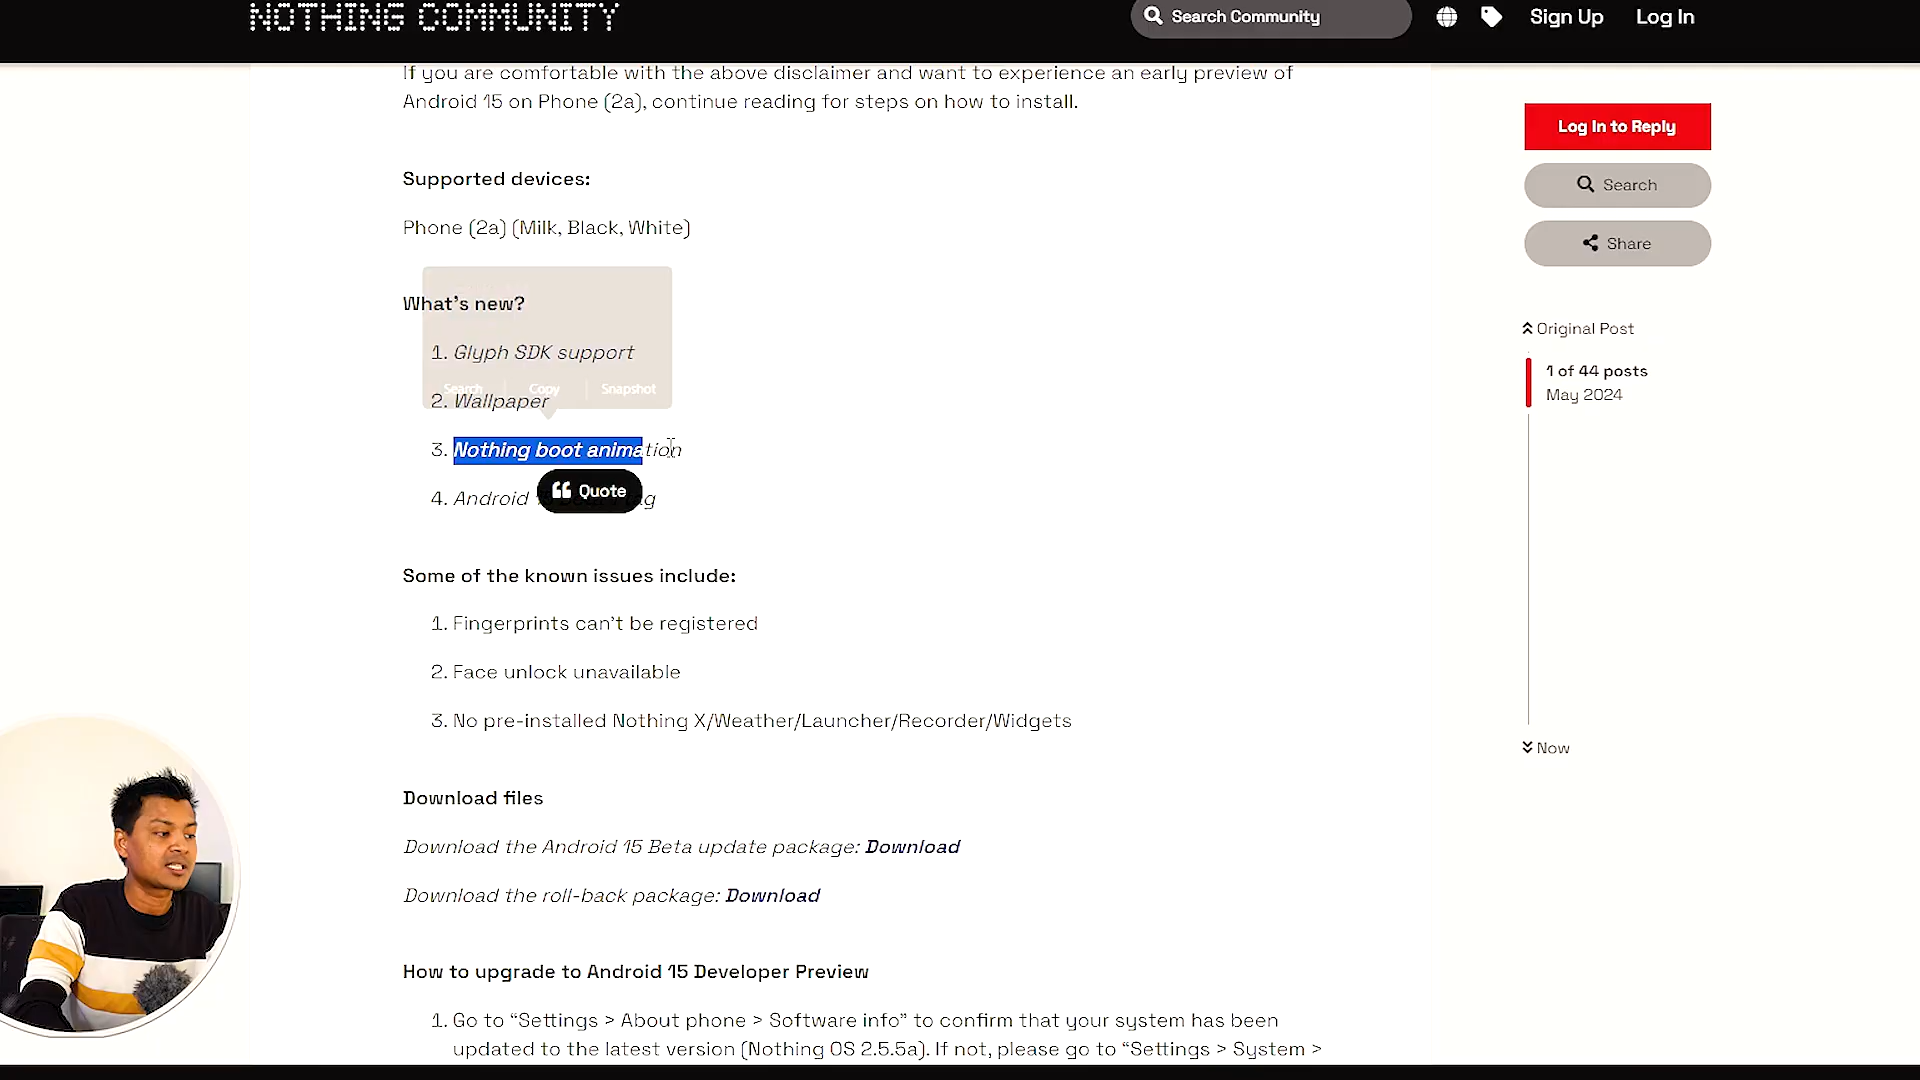 NOTHING COMMUNITY
Search Community
Sign Up
Log In
If you are comfortable with the above disclaimer and want to experience an early preview of
Android 15 on Phone (2a), continue reading for steps on how to install.
Supported devices:
Phone (2a) (Milk, Black, White)
What's new?
1. Glyph SDK support
Search Copy Snapshot
2. Wallpaper
3. Nothing boot animation
Quote
4. Android
Some of the known issues include:
1. Fingerprints can't be registered
2. Face unlock unavailable
3. No pre-installed Nothing X/Weather/Launcher/Recorder/Widgets
Download files
Download the Android 15 Beta update package: Download
Download the roll-back package: Download
How to upgrade to Android 15 Developer Preview
1. Go to “Settings > About phone > Software info” to confirm that your system has been
updated to the latest version (Nothing OS 2.5.5a). If not, please go to “Settings > System >
Log In to Reply
Search
Share
Original Post
1 of 44 posts
May 2024
Now